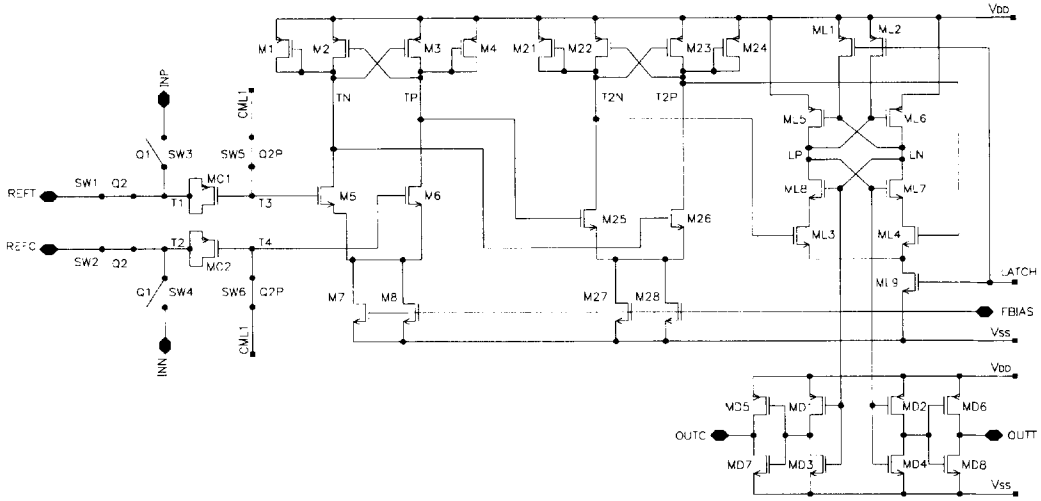 VDD
M1 M2 M3 M4 M21 M22 M23 M24 ML1 ML2
INP CML1 TN TP T2N T2P
ML5 ML6
Q1 SW3 SW5 Q2P LP LN
REFT SW1 Q2 T1 MC1 T3 M5 M6 ML8 ML7
M25 M26 ML3 ML4
REFC SW2 Q2 T2 MC2 T4
Q1 SW4 SW6 Q2P M7 M8 M27 M28 ML9 LATCH
INN CML1 FBIAS
VSS
VDD
MD5 MD1 MD2 MD6
OUTC OUTT
MD7 MD3 MD4 MD8
VSS